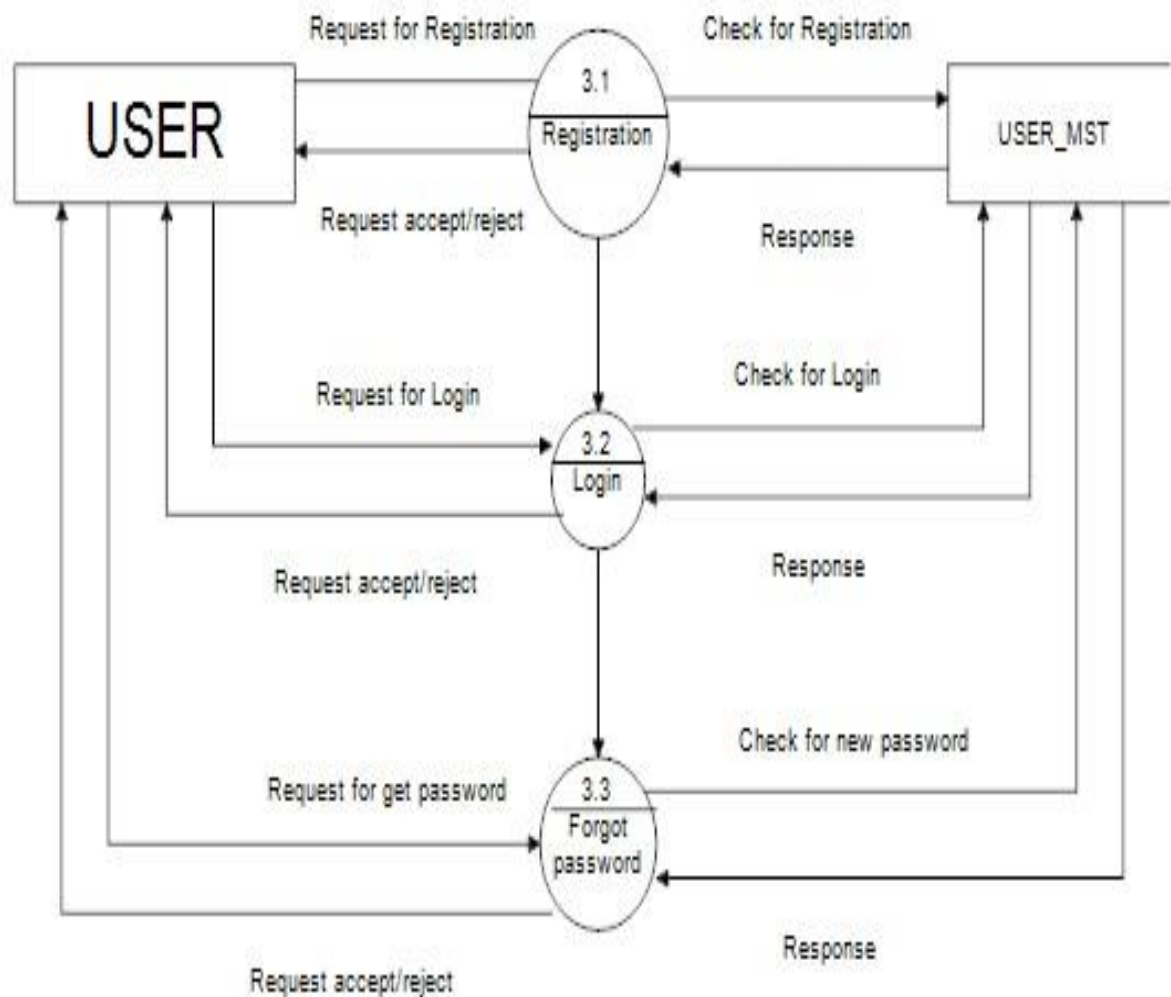 Request for Registration
Check for Registration
3.1
Registration
USER
USER_MST
Request accept/reject
Response
Request for Login
Check for Login
3.2
Login
Request accept/reject
Response
Check for new password
Request for get password
3.3
Forgot
password
Response
Request accept/reject